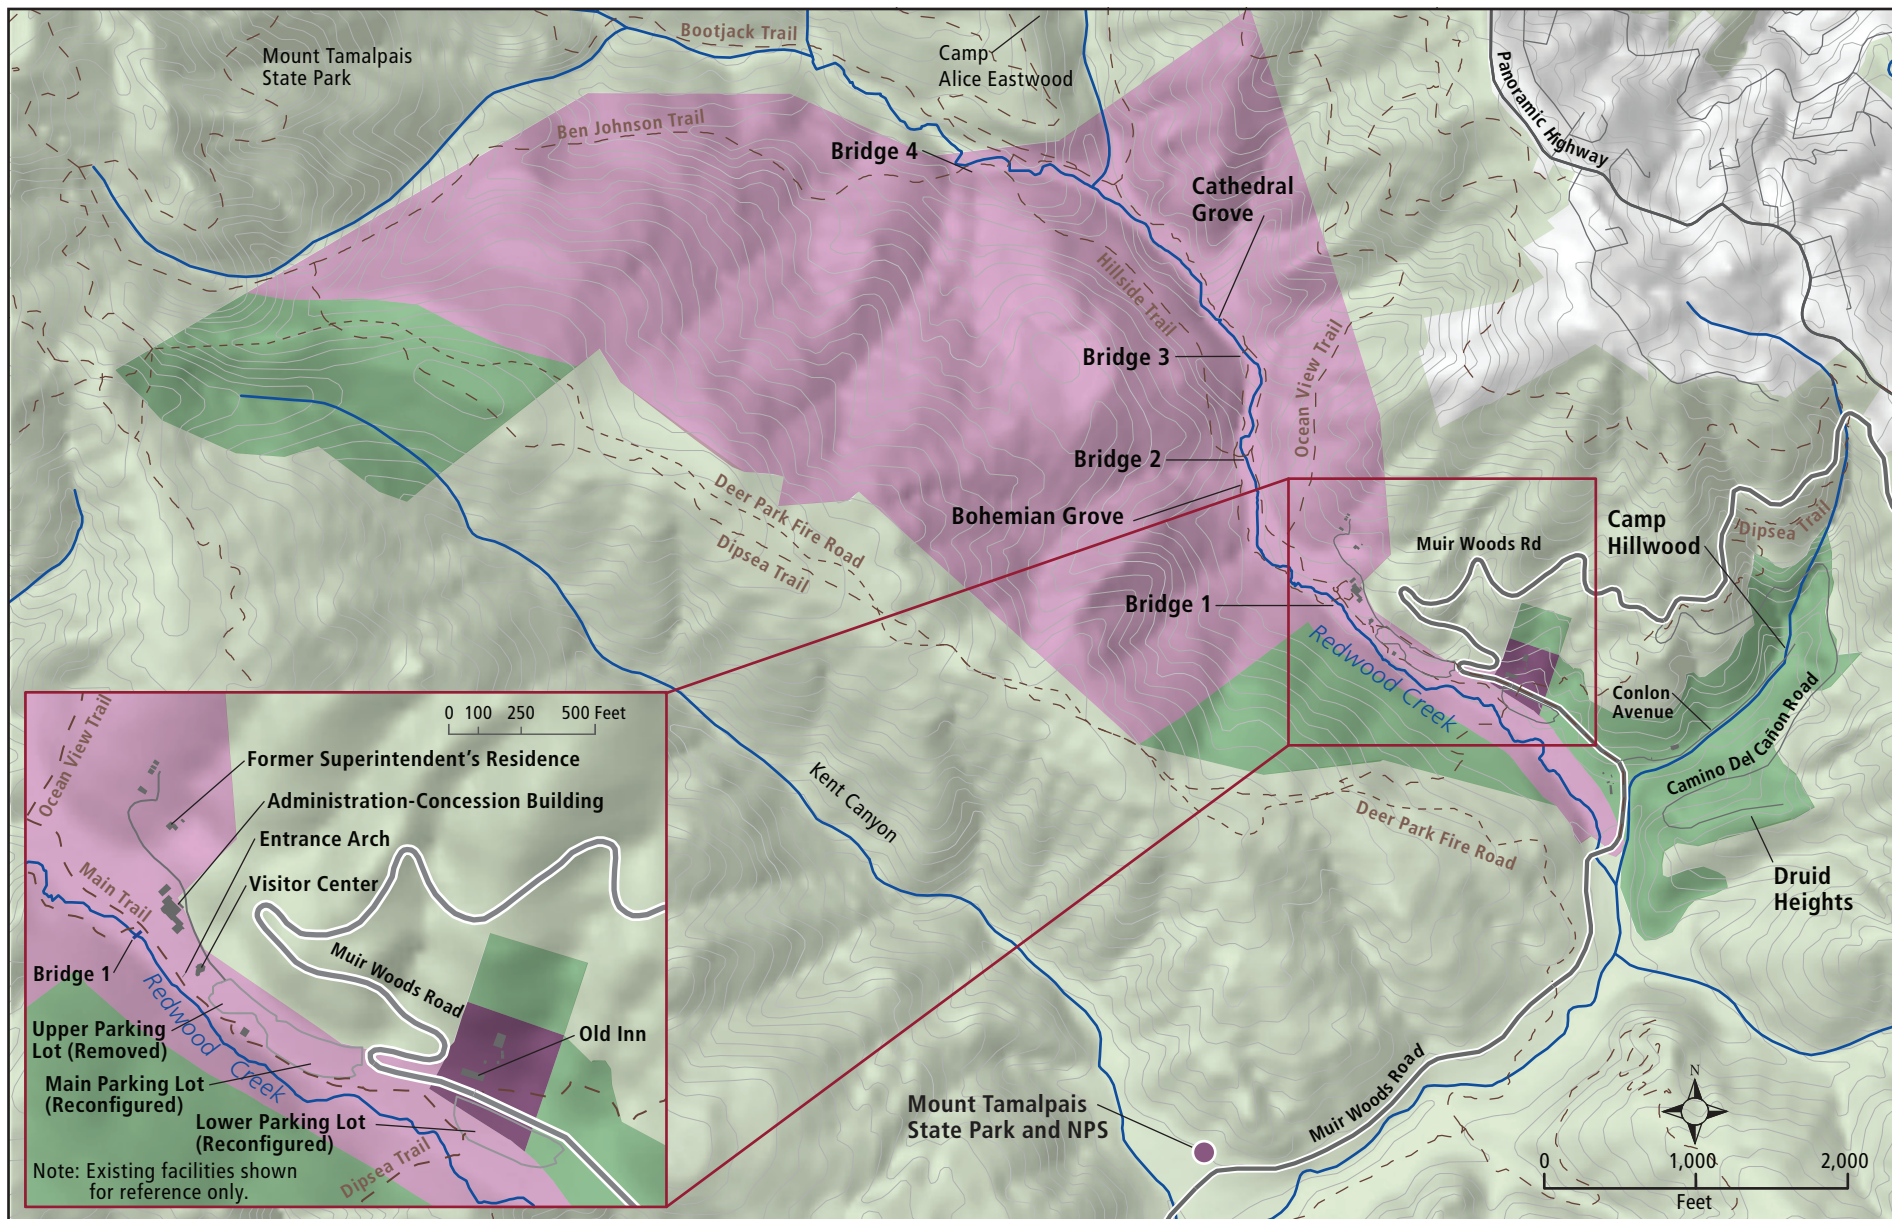 Mount Tamalpais
State Park
Bootjack Trail
Camp
Alice Eastwood
Panoramic Highway
Ben Johnson Trail
Bridge 4
Cathedral
Grove
Hillside Trail
Bridge 3
Ocean View Trail
Bridge 2
Bohemian Grove
Deer Park Fire Road
Dipsea Trail
Muir Woods Rd
Camp
Hillwood
Dipsea Trail
Bridge 1
Redwood Creek
Conlon
Avenue
Camino Del Cañon Road
Kent Canyon
Deer Park Fire Road
Druid
Heights
Mount Tamalpais
State Park and NPS
Muir Woods Road
N
0 1,000 2,000
Feet
0 100 250 500 Feet
Ocean View Trail
Former Superintendent's Residence
Administration-Concession Building
Entrance Arch
Visitor Center
Main Trail
Bridge 1
Muir Woods Road
Redwood Creek
Old Inn
Upper Parking
Lot (Removed)
Main Parking Lot
(Reconfigured)
Lower Parking Lot
(Reconfigured)
Dipsea Trail
Note: Existing facilities shown
for reference only.